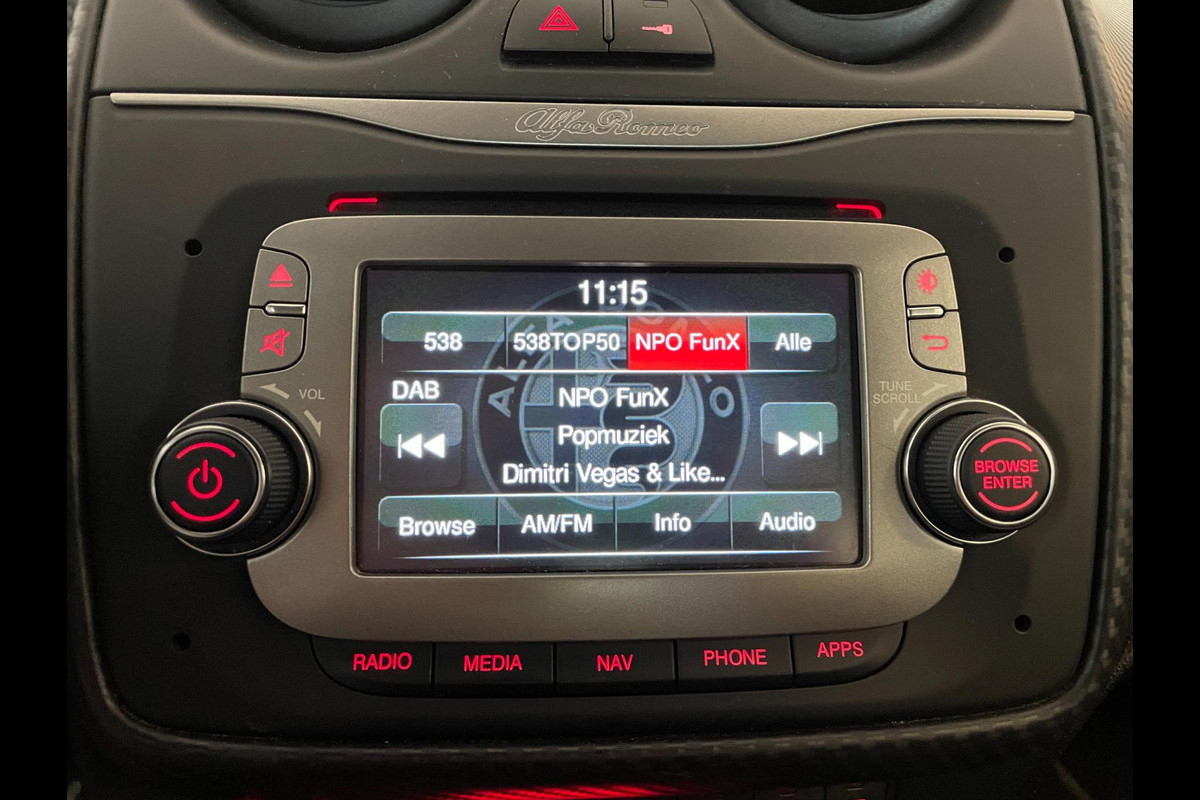 Alfa Romeo
11:15
538 538TOP50 NPO FunX Alle
DAB
NPO FunX
Popmuziek
Dimitri Vegas & Like...
Browse AM/FM Info Audio
VOL
TUNE
SCROLL
BROWSE
ENTER
RADIO MEDIA NAV PHONE APPS